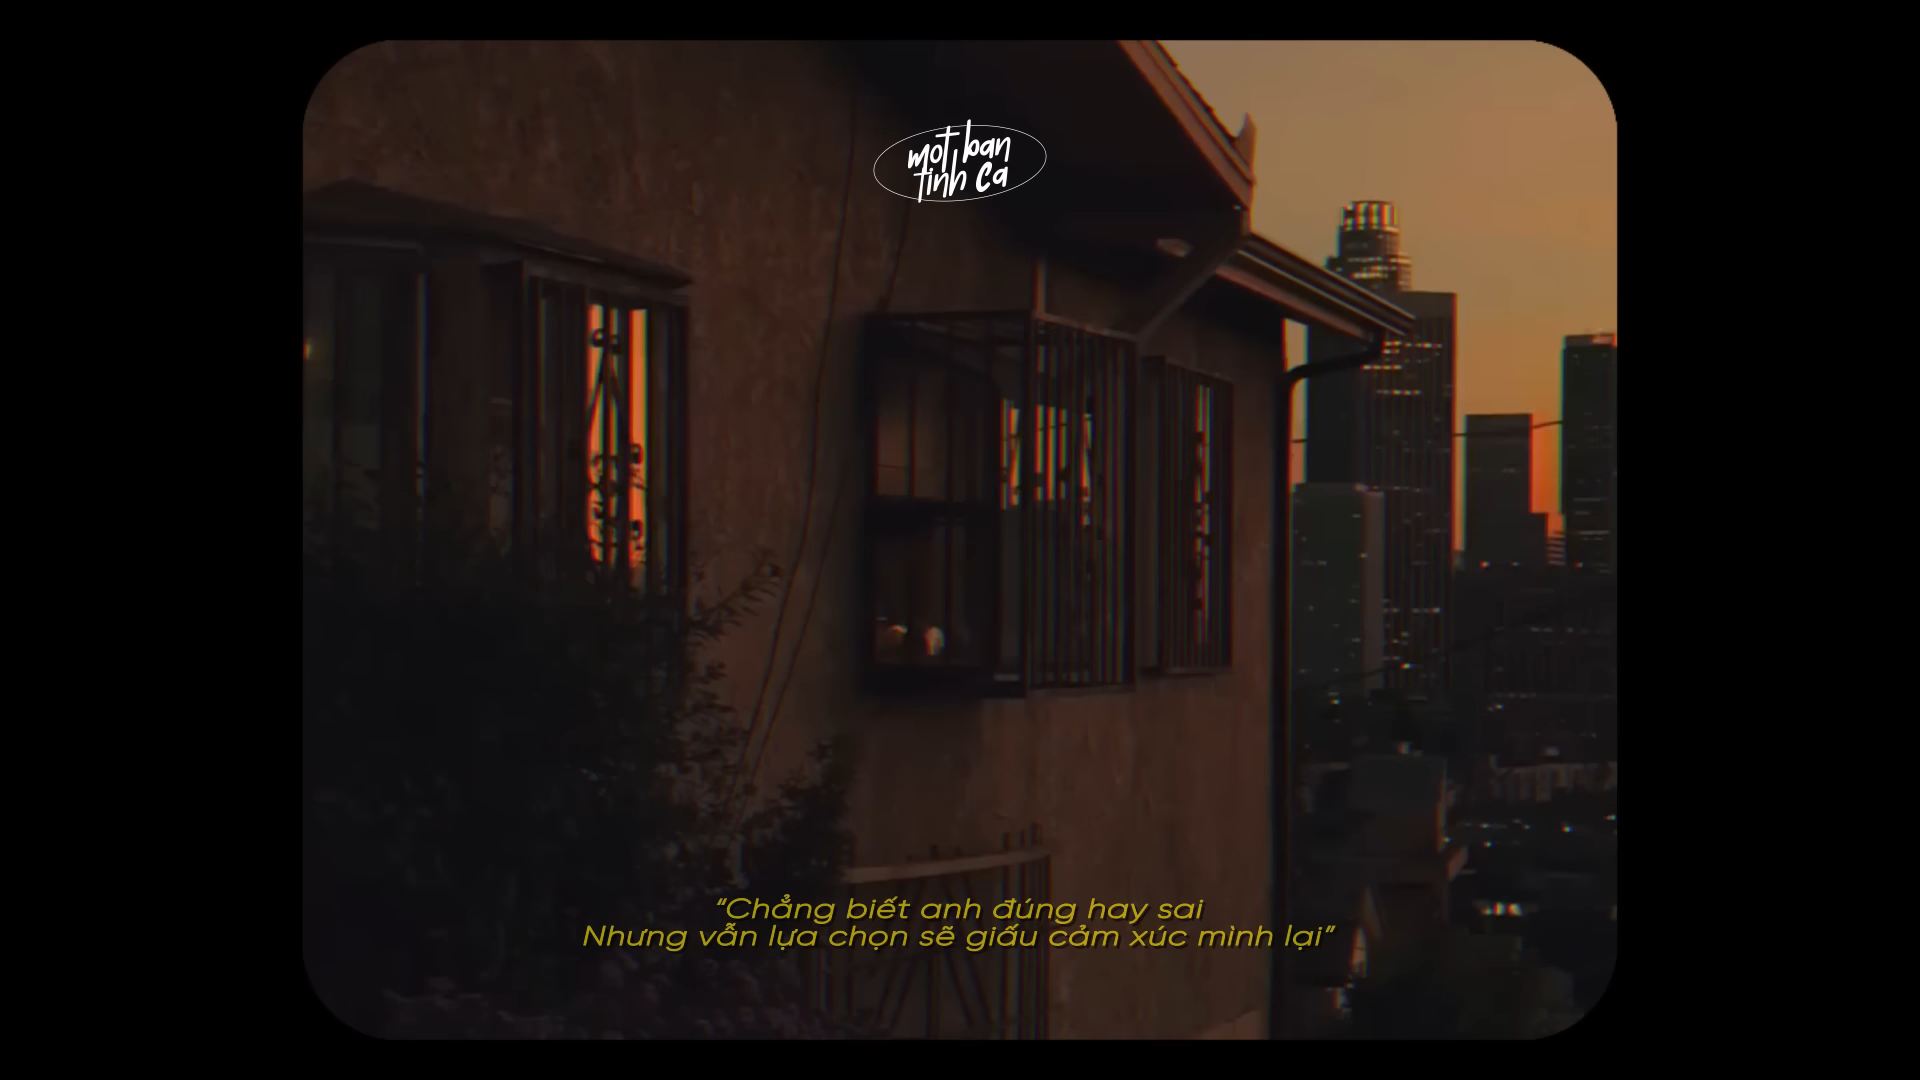 mot ban
tinh ca
“Chẳng biết anh đúng hay sai
Nhưng vẫn lựa chọn sẽ giấu cảm xúc mình lại”